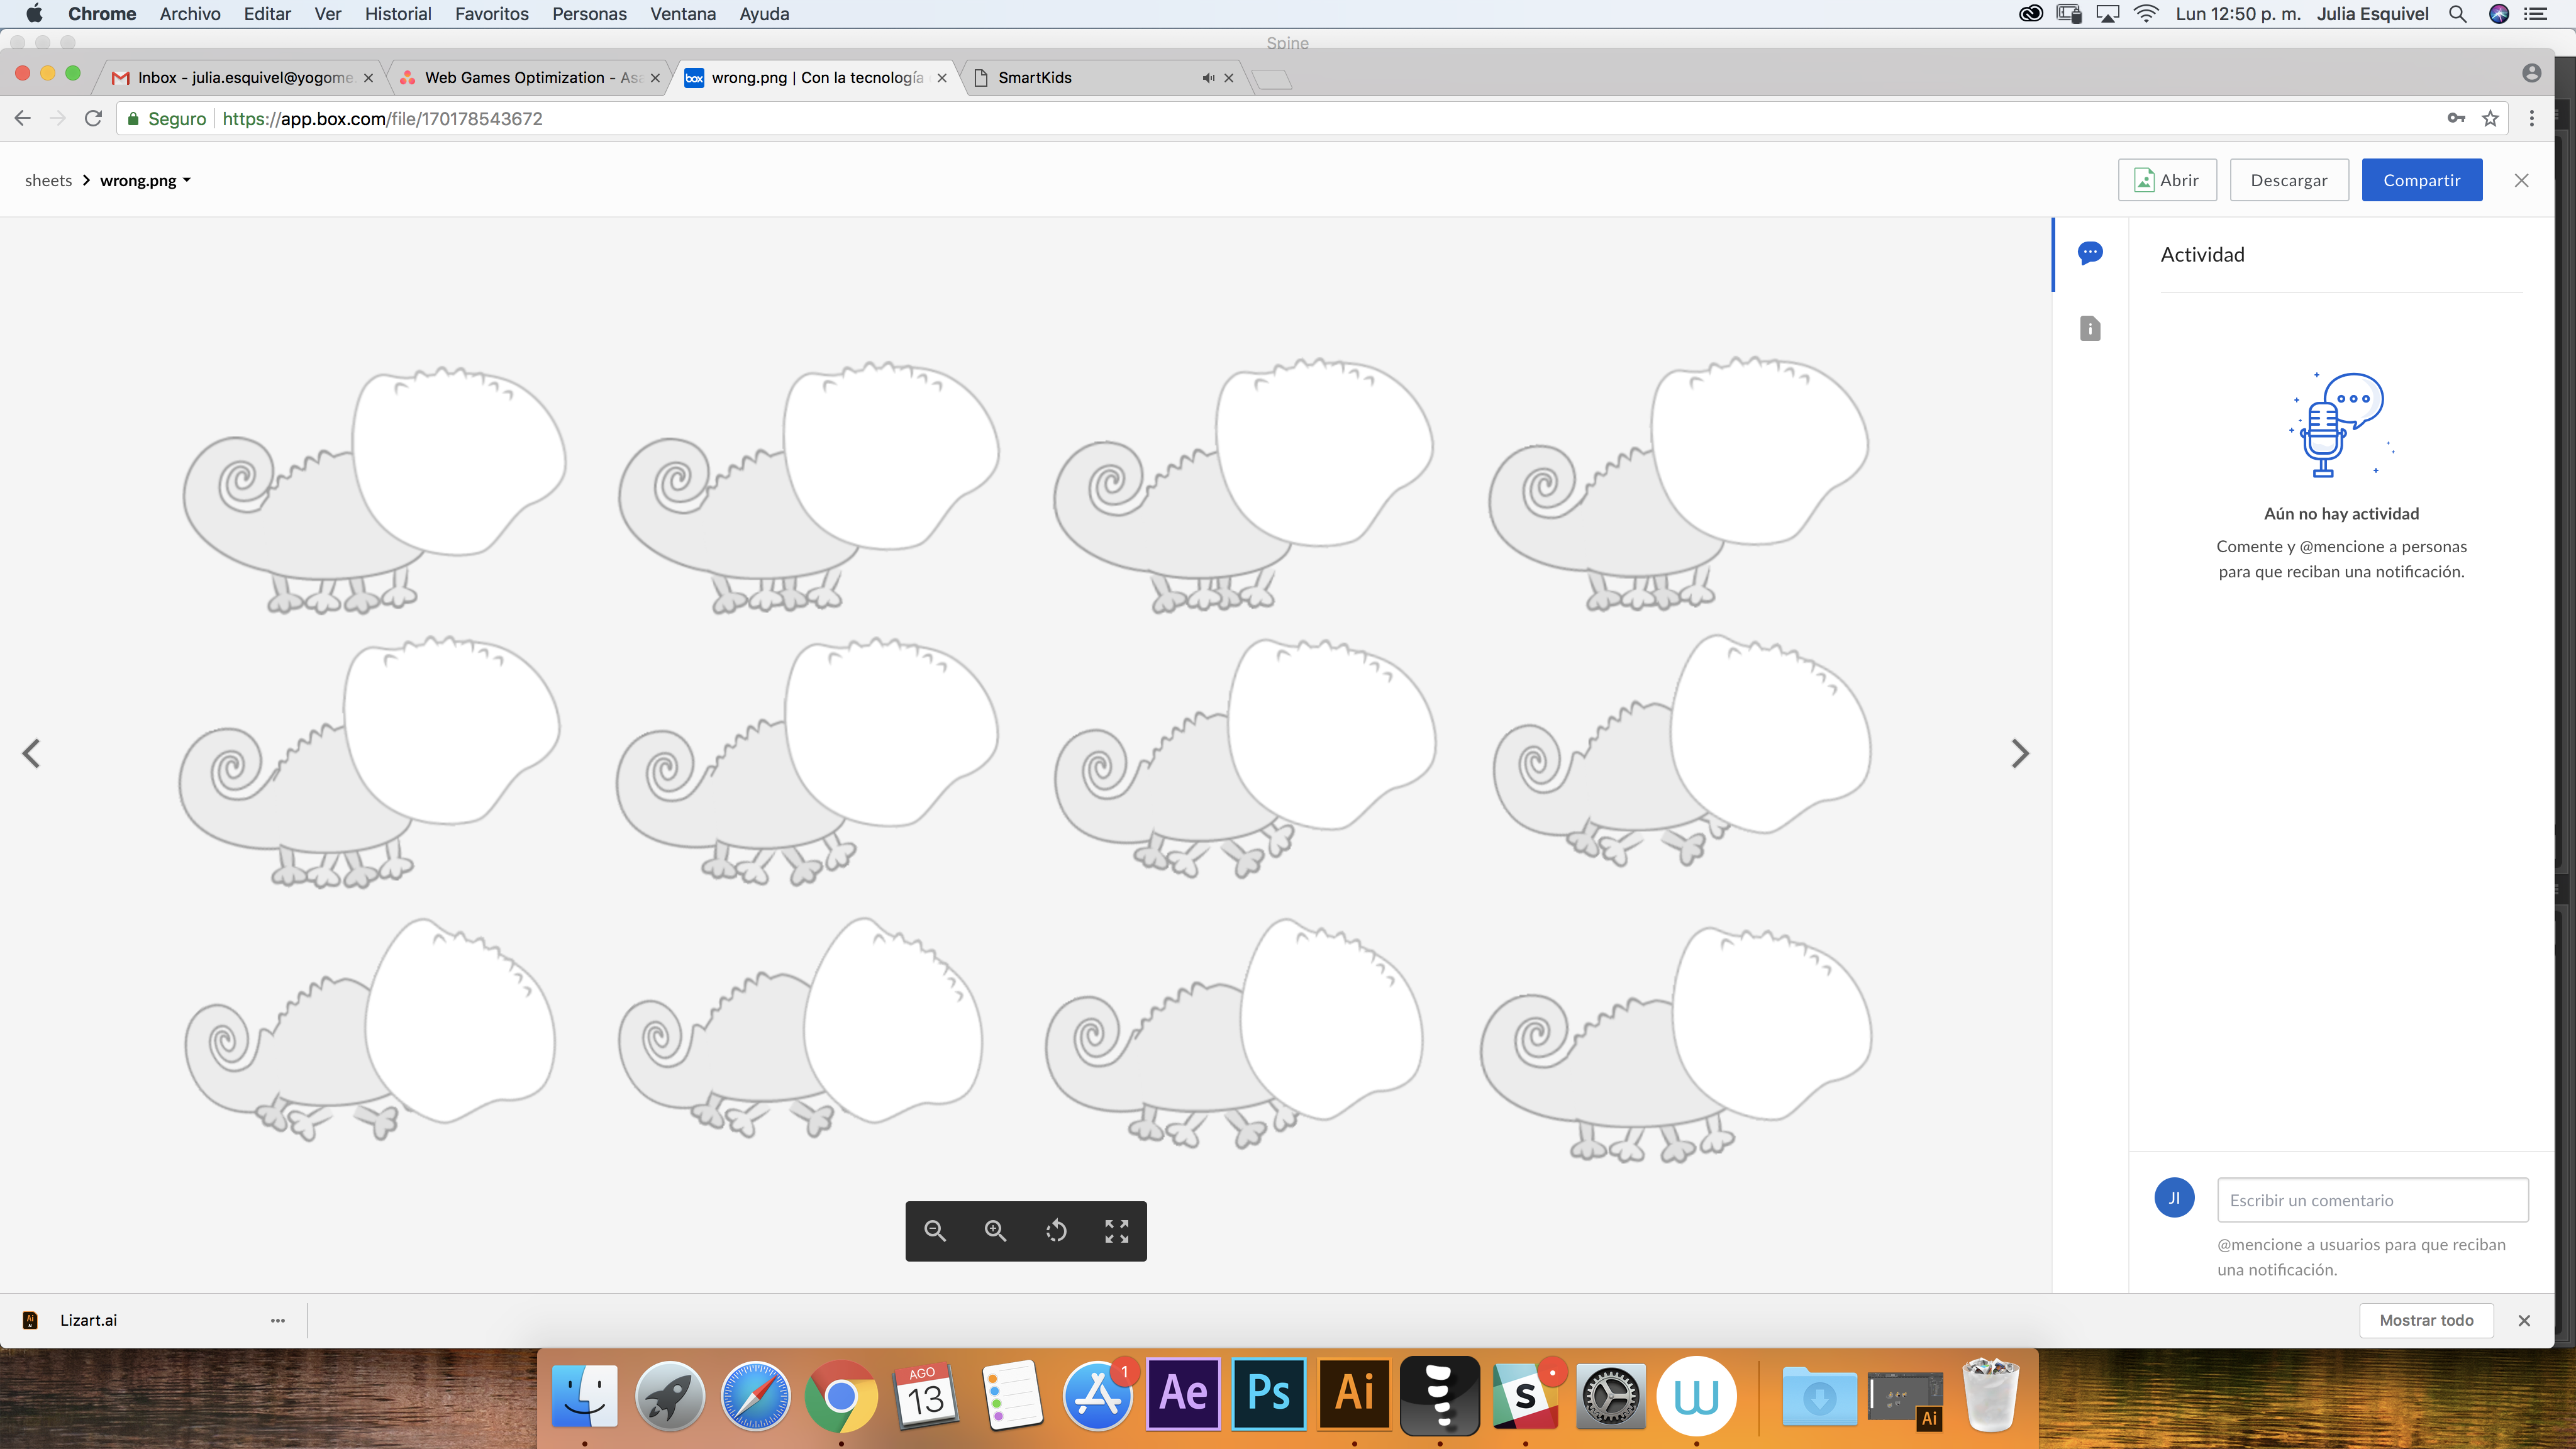 Chrome Archivo Editar Ver Historial Favoritos Personas Ventana Ayuda Lun 12:50 p. m. Julia Esquivel
Spine
Inbox - julia.esquivel@yogome. Web Games Optimization - Asa wrong.png | Con la tecnología SmartKids
Seguro https://app.box.com/file/170178543672
sheets > wrong.png Abrir Descargar Compartir
Actividad
Aún no hay actividad
Comente y @mencione a personas
para que reciban una notificación.
JI Escribir un comentario
@mencione a usuarios para que reciban
una notificación.
Lizart.ai Mostrar todo
AGO
13
1
Ae
Ps
Ai
S
W
Ai